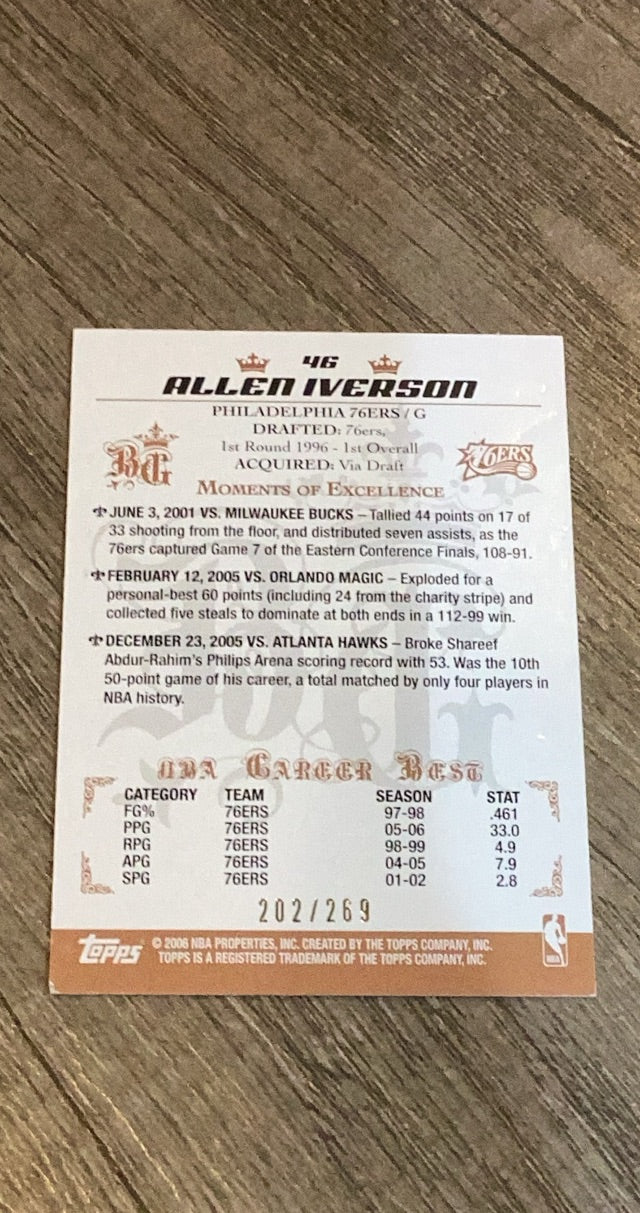 46
ALLEN IVERSON
PHILADELPHIA 76ERS / G
DRAFTED: 76ers,
1st Round 1996 - 1st Overall
ACQUIRED: Via Draft
BG
76ERS
MOMENTS OF EXCELLENCE
JUNE 3, 2001 VS. MILWAUKEE BUCKS – Tallied 44 points on 17 of
33 shooting from the floor, and distributed seven assists, as the
76ers captured Game 7 of the Eastern Conference Finals, 108-91.
FEBRUARY 12, 2005 VS. ORLANDO MAGIC – Exploded for a
personal-best 60 points (including 24 from the charity stripe) and
collected five steals to dominate at both ends in a 112-99 win.
DECEMBER 23, 2005 VS. ATLANTA HAWKS – Broke Shareef
Abdur-Rahim's Philips Arena scoring record with 53. Was the 10th
50-point game of his career, a total matched by only four players in
NBA history.
NBA CAREER BEST
CATEGORY TEAM SEASON STAT
FG% 76ERS 97-98 .461
PPG 76ERS 05-06 33.0
RPG 76ERS 98-99 4.9
APG 76ERS 04-05 7.9
SPG 76ERS 01-02 2.8
202/269
topps © 2006 NBA PROPERTIES, INC. CREATED BY THE TOPPS COMPANY, INC.
TOPPS IS A REGISTERED TRADEMARK OF THE TOPPS COMPANY, INC.
NBA